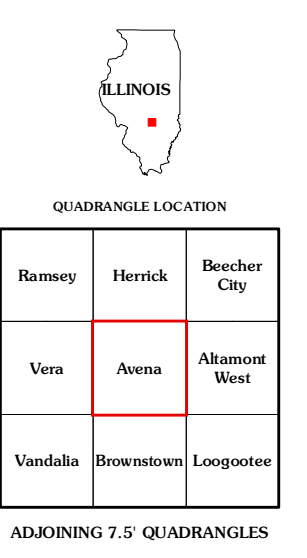 ILLINOIS
QUADRANGLE LOCATION
Ramsey
Herrick
Beecher
City
Vera
Avena
Altamont
West
Vandalia
Brownstown
Loogootee
ADJOINING 7.5' QUADRANGLES